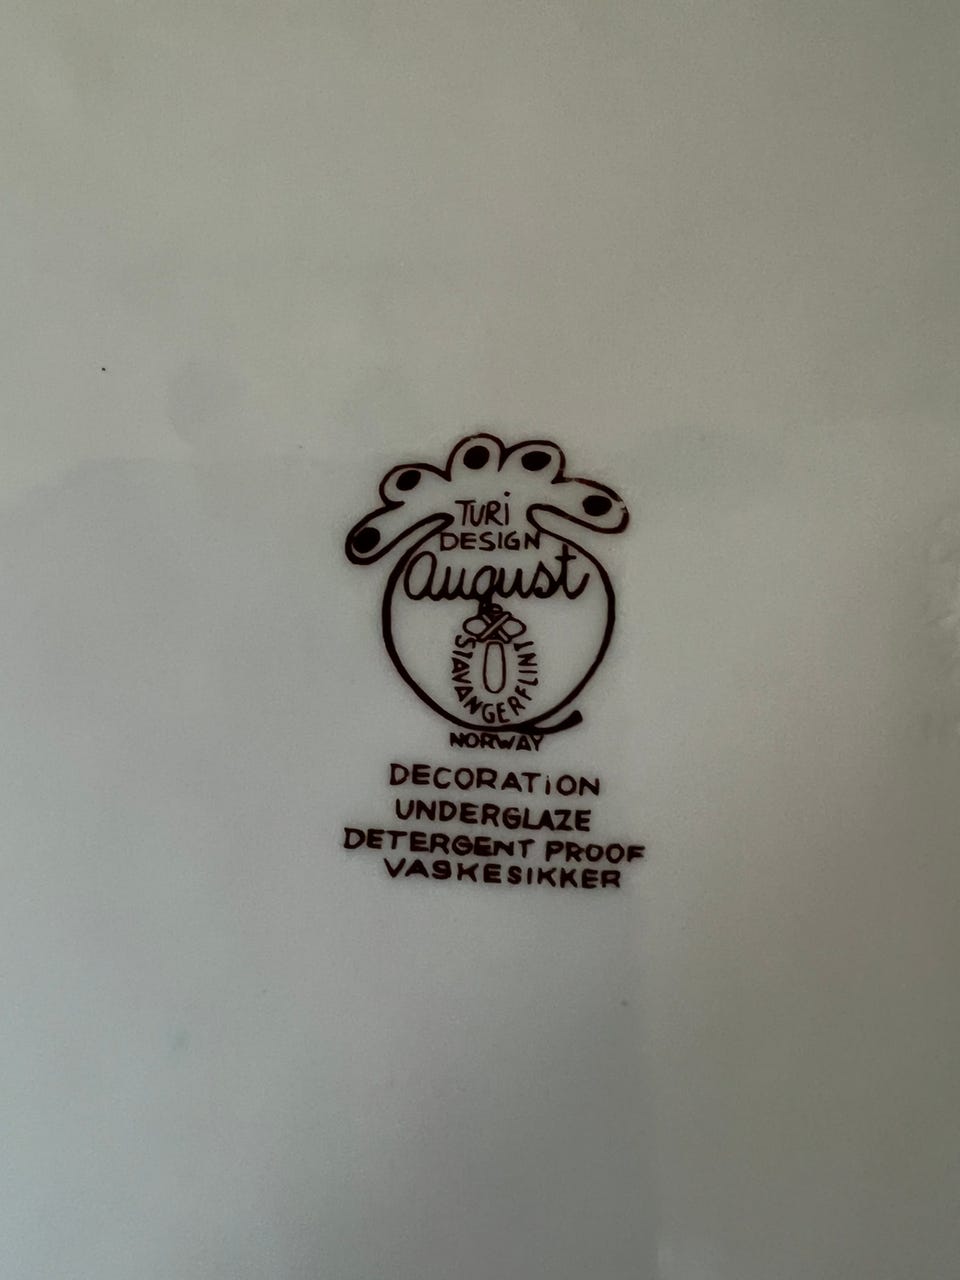 TURi
DESIGN
August
STAVANGERFLINT
NORWAY
DECORATiON
UNDERGLAZE
DETERGENT PROOF
VASKESIKKER